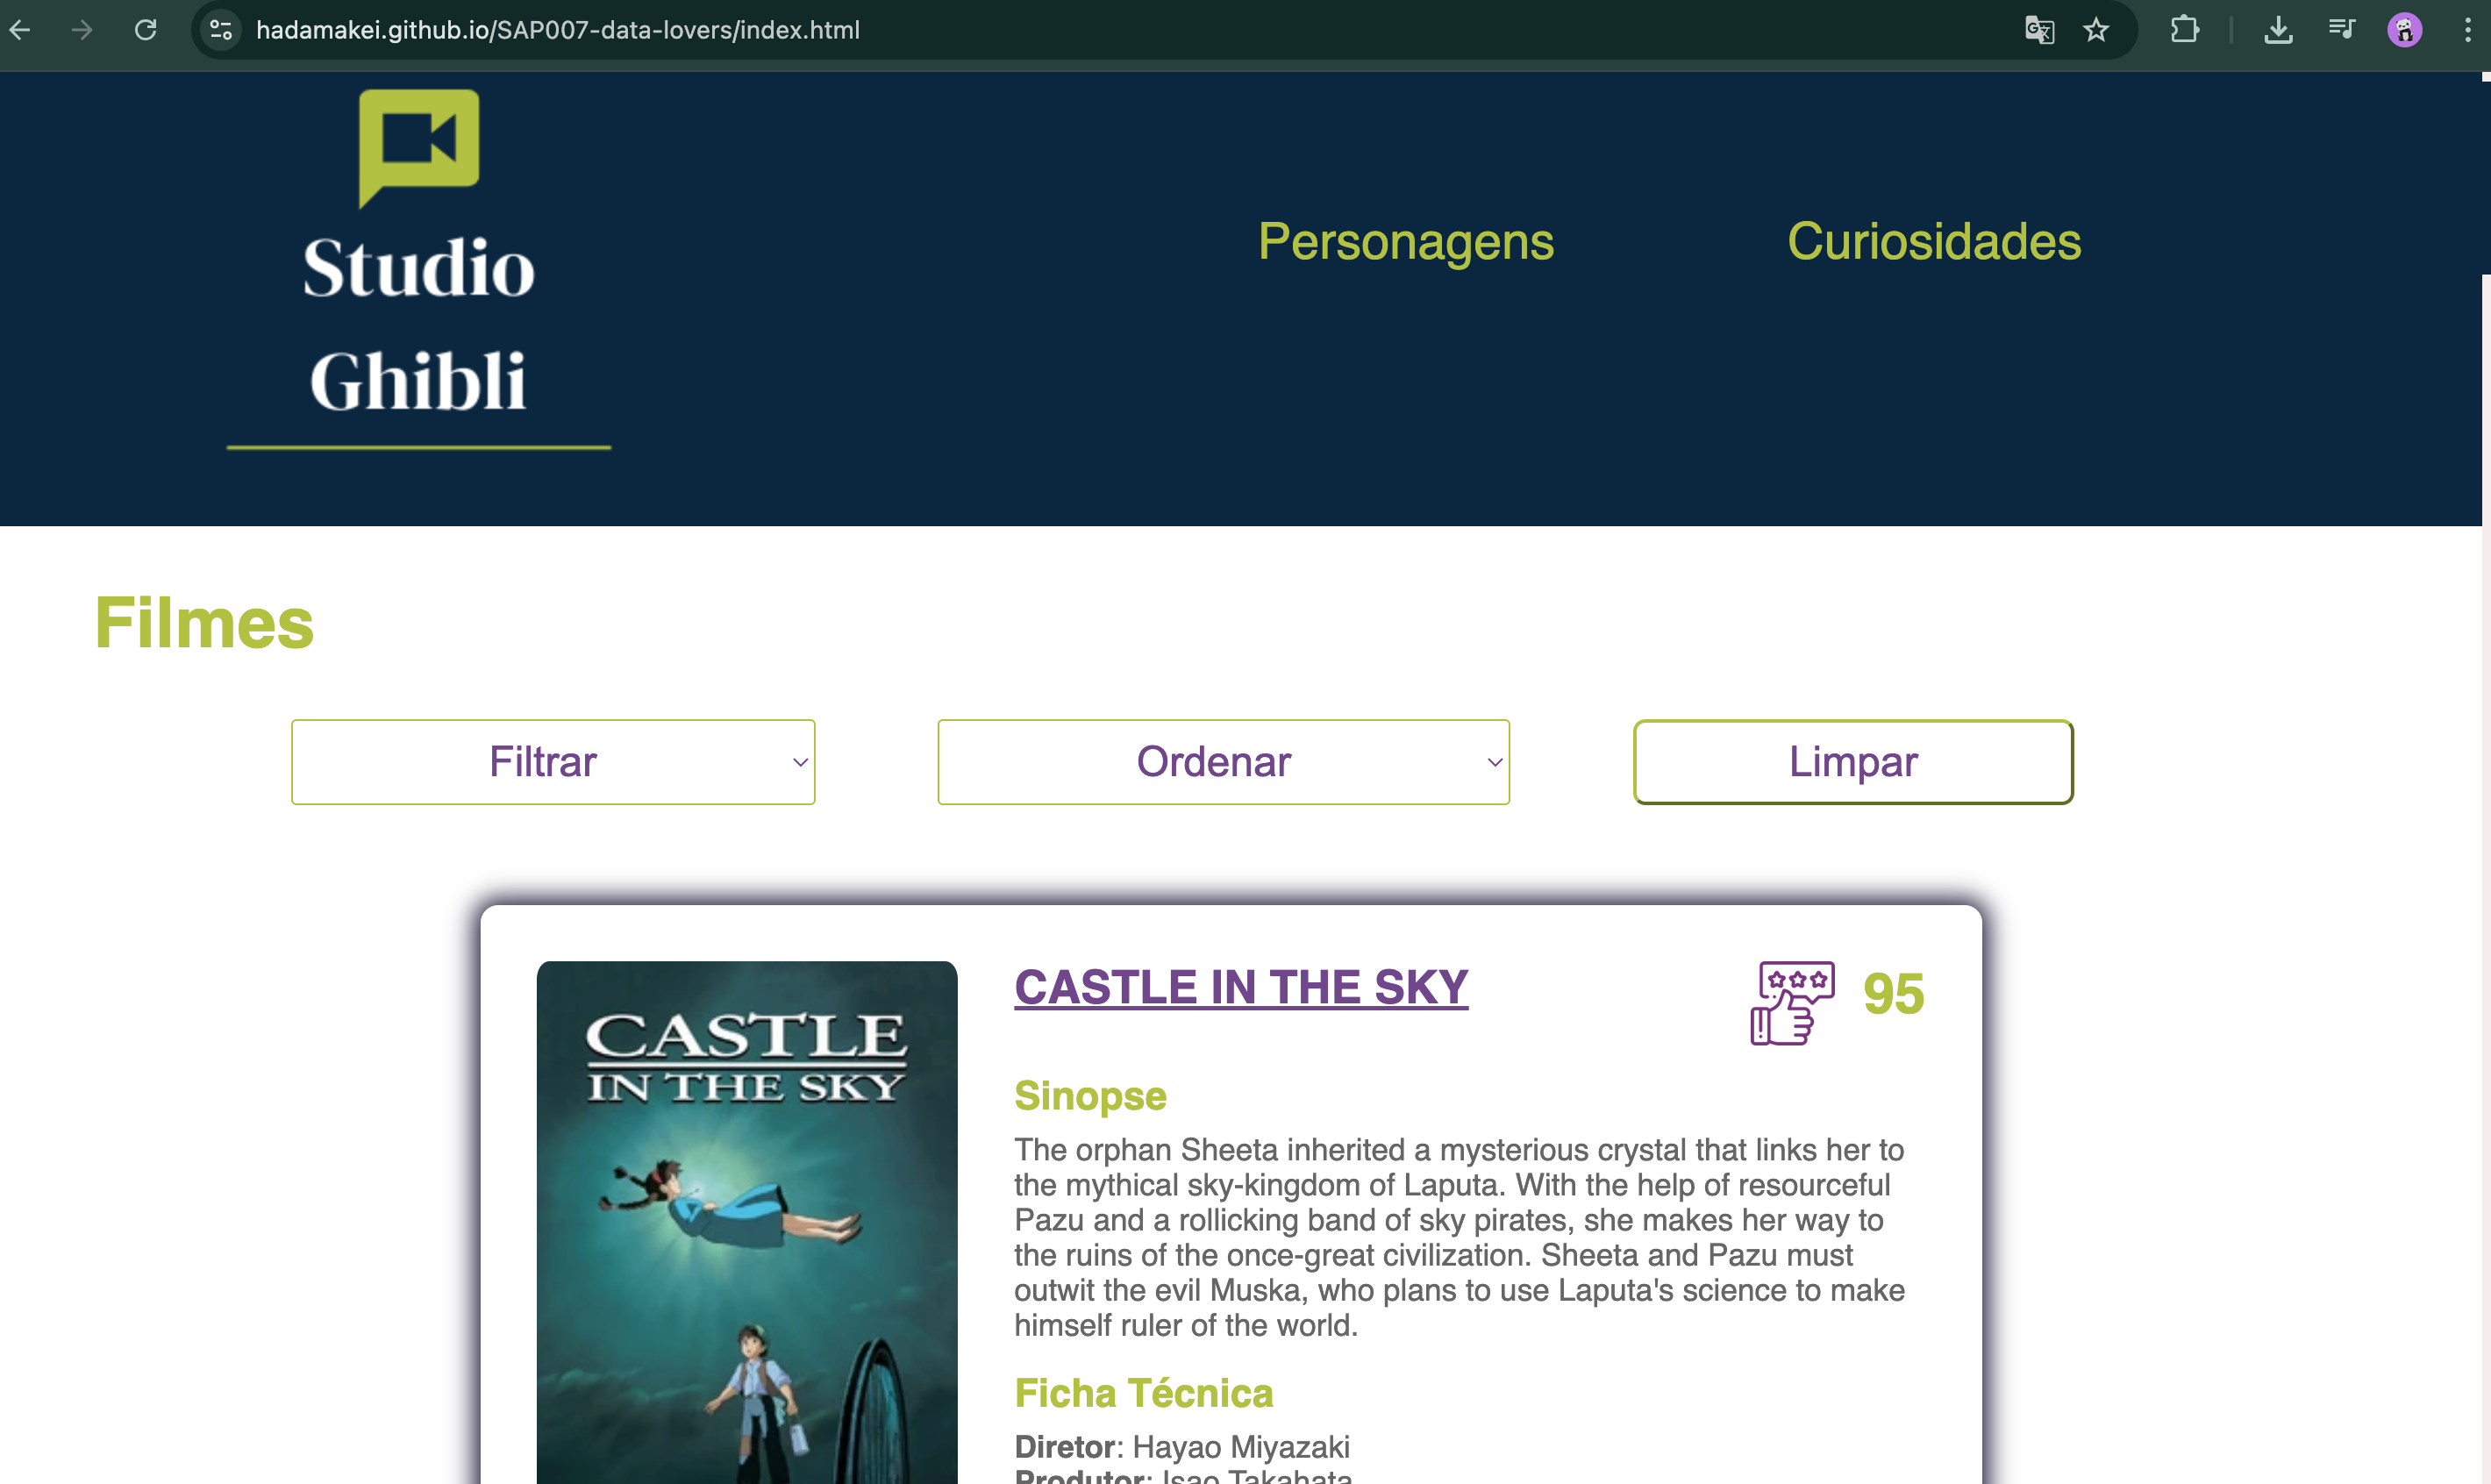 hadamakei.github.io/SAP007-data-lovers/index.html
Studio
Ghibli
Personagens
Curiosidades
Filmes
Filtrar
Ordenar
Limpar
CASTLE
IN THE SKY
CASTLE IN THE SKY
95
Sinopse
The orphan Sheeta inherited a mysterious crystal that links her to
the mythical sky-kingdom of Laputa. With the help of resourceful
Pazu and a rollicking band of sky pirates, she makes her way to
the ruins of the once-great civilization. Sheeta and Pazu must
outwit the evil Muska, who plans to use Laputa's science to make
himself ruler of the world.
Ficha Técnica
Diretor: Hayao Miyazaki
Produtor: Isao Takahata